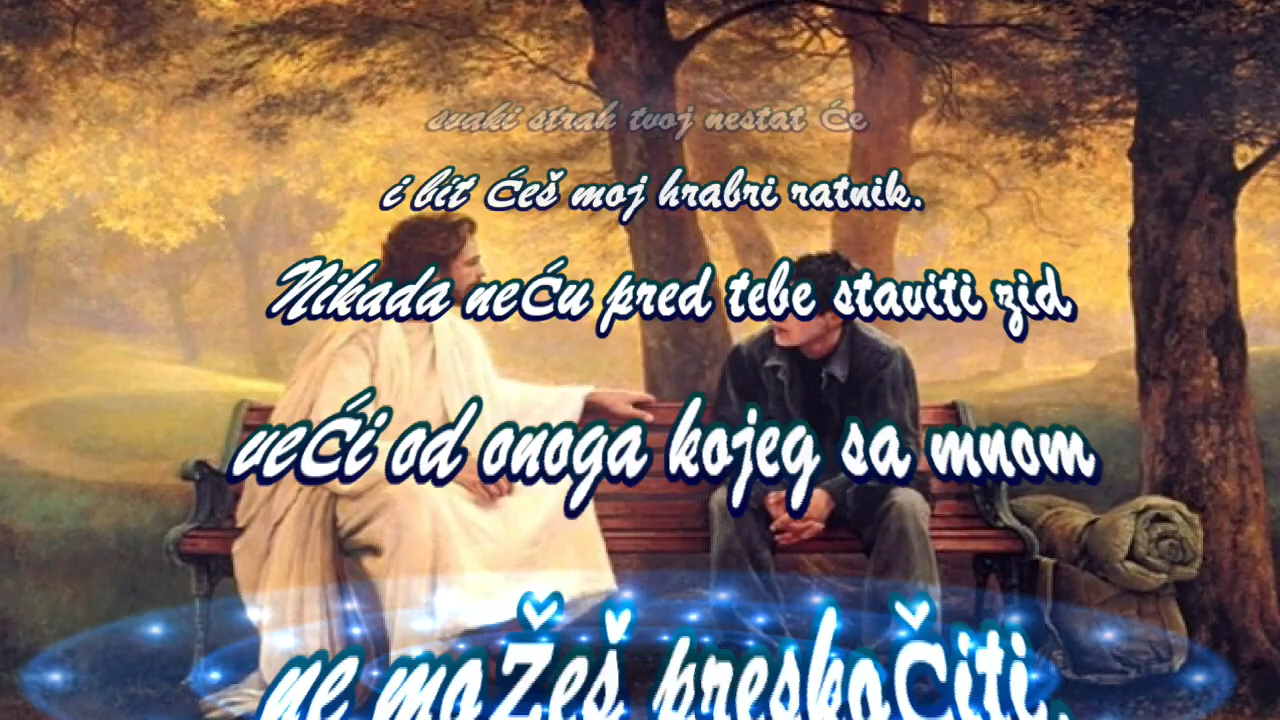 svaki strah tvoj nestat će
i bit ćeš moj hrabri ratnik.
Nikada neću pred tebe staviti zid
veći od onoga kojeg sa mnom
ne možeš preskočiti.